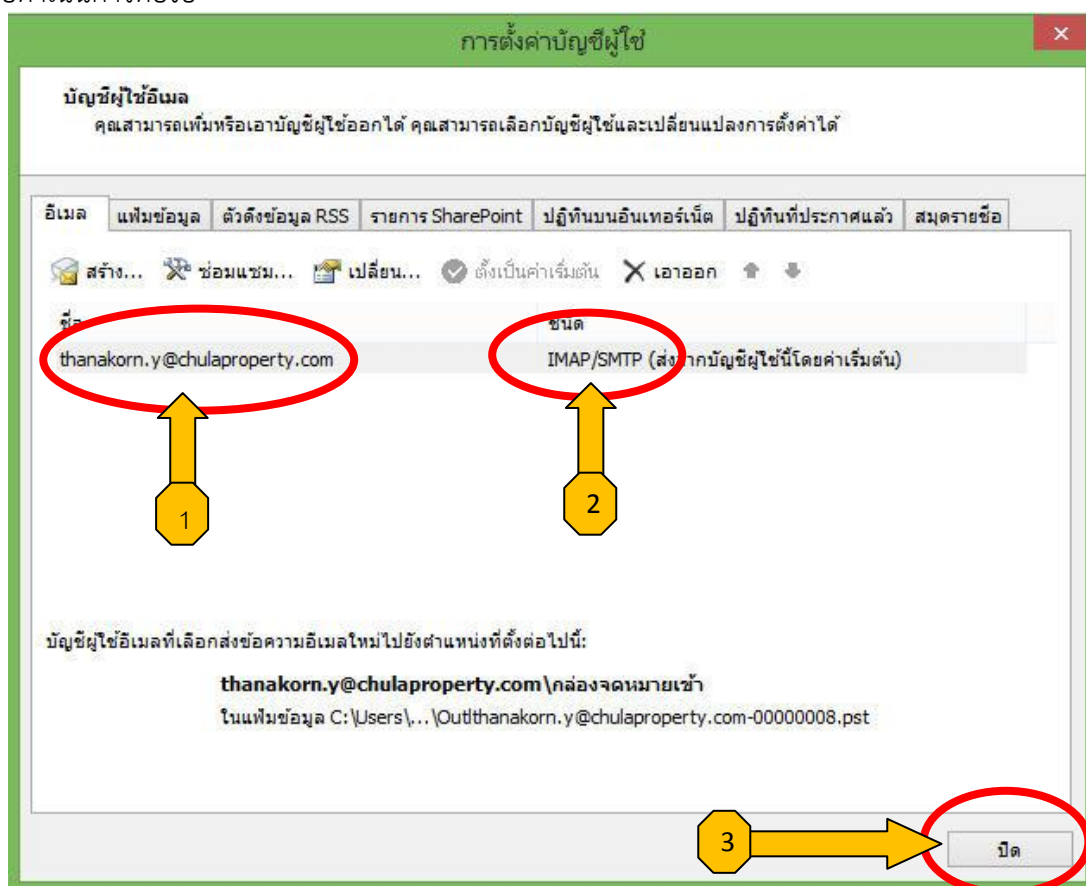 การตั้งค่าบัญชีผู้ใช้
บัญชีผู้ใช้อีเมล
คุณสามารถเพิ่มหรือเอาบัญชีผู้ใช้ออกได้ คุณสามารถเลือกบัญชีผู้ใช้และเปลี่ยนแปลงการตั้งค่าได้
อีเมล แฟ้มข้อมูล ตัวดึงข้อมูล RSS รายการ SharePoint ปฏิทินบนอินเทอร์เน็ต ปฏิทินที่ประกาศแล้ว สมุดรายชื่อ
สร้าง... ซ่อมแซม... เปลี่ยน... ตั้งเป็นค่าเริ่มต้น เอาออก
ชื่อ ชนิด
thanakorn.y@chulaproperty.com IMAP/SMTP (ส่งจากบัญชีผู้ใช้นี้โดยค่าเริ่มต้น)
1
2
บัญชีผู้ใช้อีเมลที่เลือกส่งข้อความอีเมลใหม่ไปยังตำแหน่งที่ตั้งต่อไปนี้:
thanakorn.y@chulaproperty.com\กล่องจดหมายเข้า
ในแฟ้มข้อมูล C:\Users\...\Outlthanakorn.y@chulaproperty.com-00000008.pst
3
ปิด